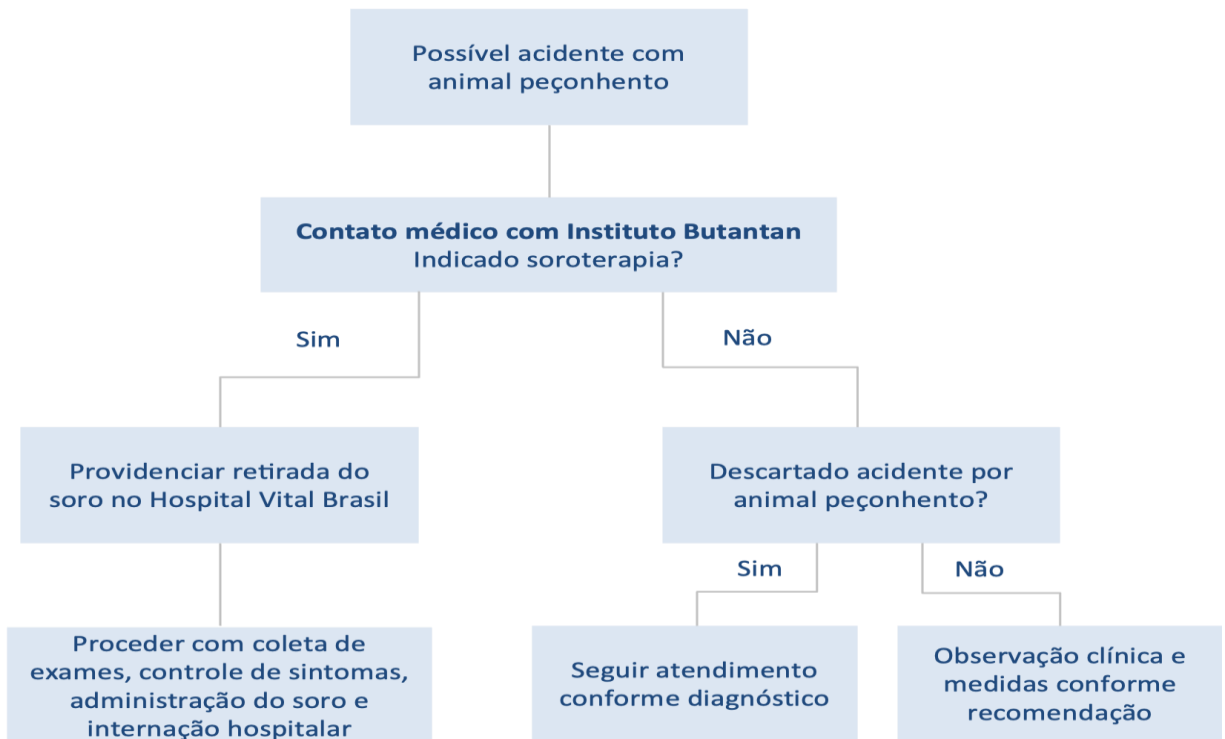 Possível acidente com
animal peçonhento
Contato médico com Instituto Butantan
Indicado soroterapia?
Sim
Não
Providenciar retirada do
soro no Hospital Vital Brasil
Descartado acidente por
animal peçonhento?
Sim
Não
Proceder com coleta de
exames, controle de sintomas,
administração do soro e
internação hospitalar
Seguir atendimento
conforme diagnóstico
Observação clínica e
medidas conforme
recomendação